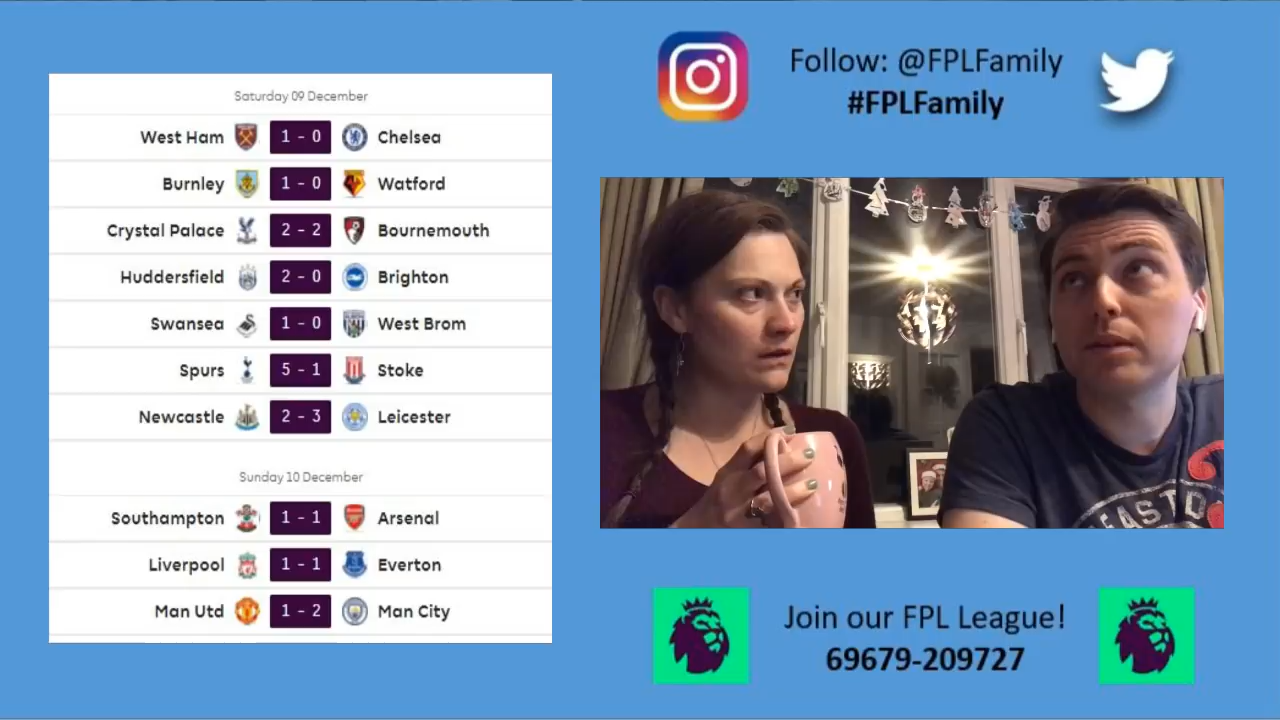 Saturday 09 December
West Ham 1 - 0 Chelsea
Burnley 1 - 0 Watford
Crystal Palace 2 - 2 Bournemouth
Huddersfield 2 - 0 Brighton
Swansea 1 - 0 West Brom
Spurs 5 - 1 Stoke
Newcastle 2 - 3 Leicester
Sunday 10 December
Southampton 1 - 1 Arsenal
Liverpool 1 - 1 Everton
Man Utd 1 - 2 Man City
Follow: @FPLFamily
#FPLFamily
Join our FPL League!
69679-209727